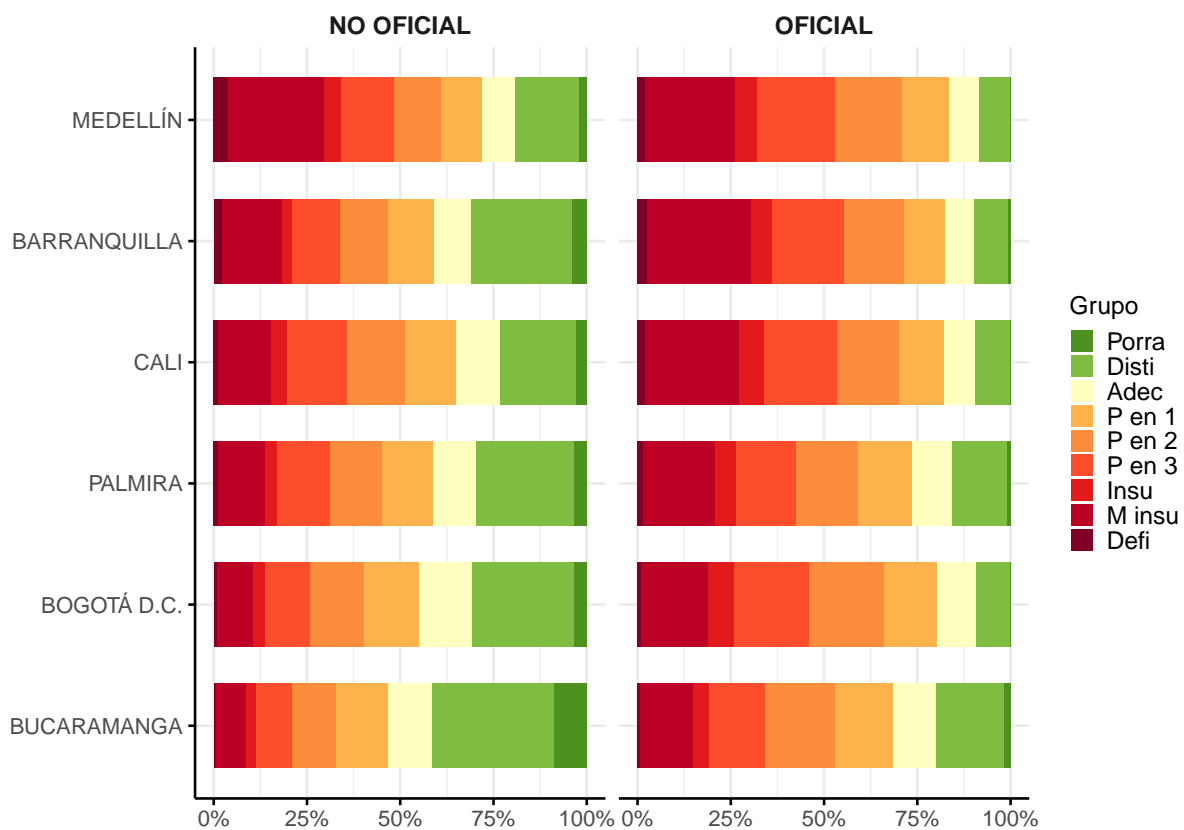 NO OFICIAL
OFICIAL
MEDELLÍN
BARRANQUILLA
CALI
PALMIRA
BOGOTÁ D.C.
BUCARAMANGA
0% 25% 50% 75% 100%
0% 25% 50% 75% 100%
Grupo
Porra
Disti
Adec
P en 1
P en 2
P en 3
Insu
M insu
Defi